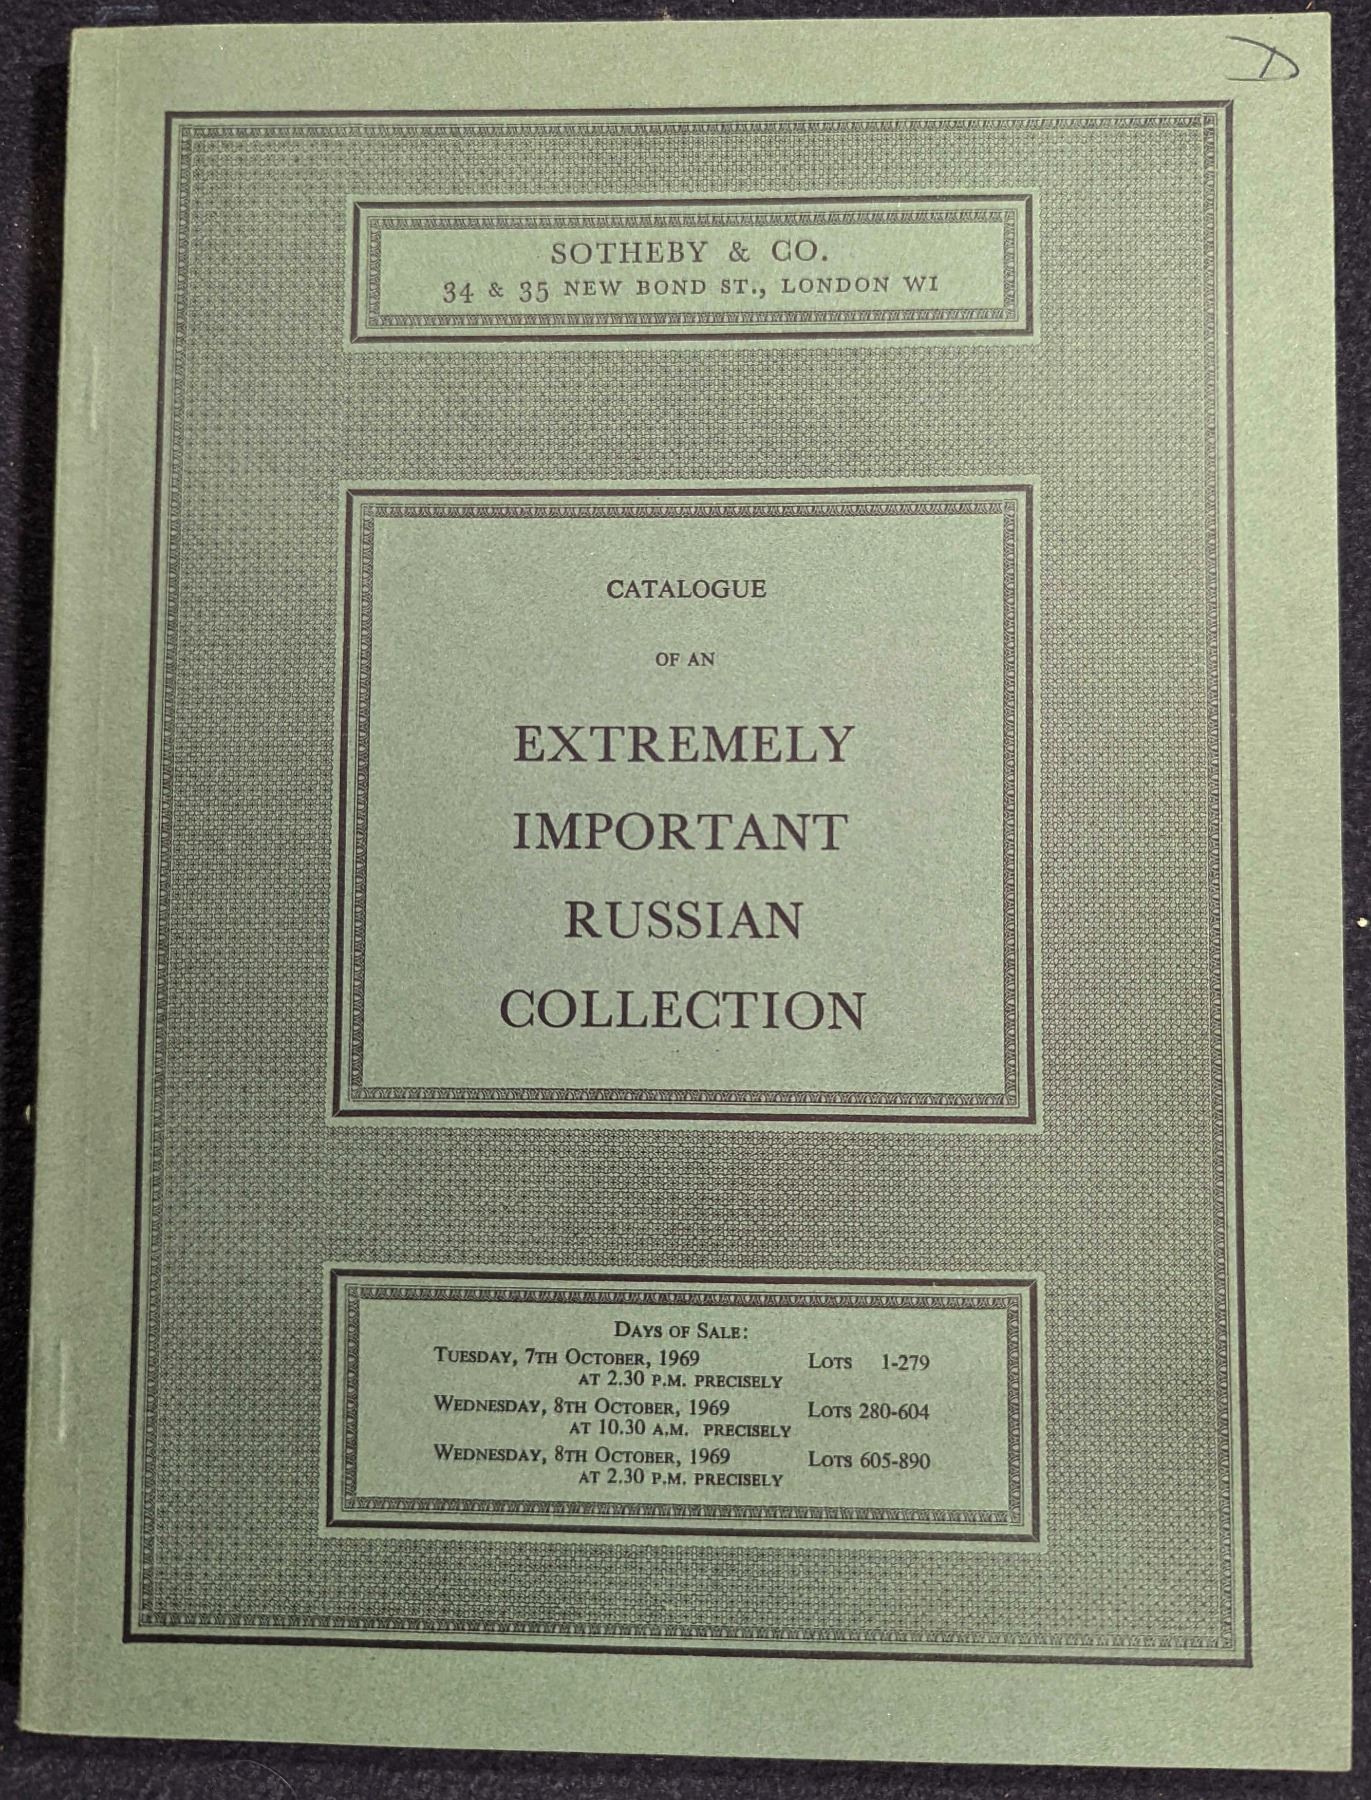 D
SOTHEBY & CO.
34 & 35 NEW BOND ST., LONDON WI
CATALOGUE
OF AN
EXTREMELY
IMPORTANT
RUSSIAN
COLLECTION
DAYS OF SALE:
TUESDAY, 7TH OCTOBER, 1969 LOTS 1-279
AT 2.30 P.M. PRECISELY
WEDNESDAY, 8TH OCTOBER, 1969 LOTS 280-604
AT 10.30 A.M. PRECISELY
WEDNESDAY, 8TH OCTOBER, 1969 LOTS 605-890
AT 2.30 P.M. PRECISELY